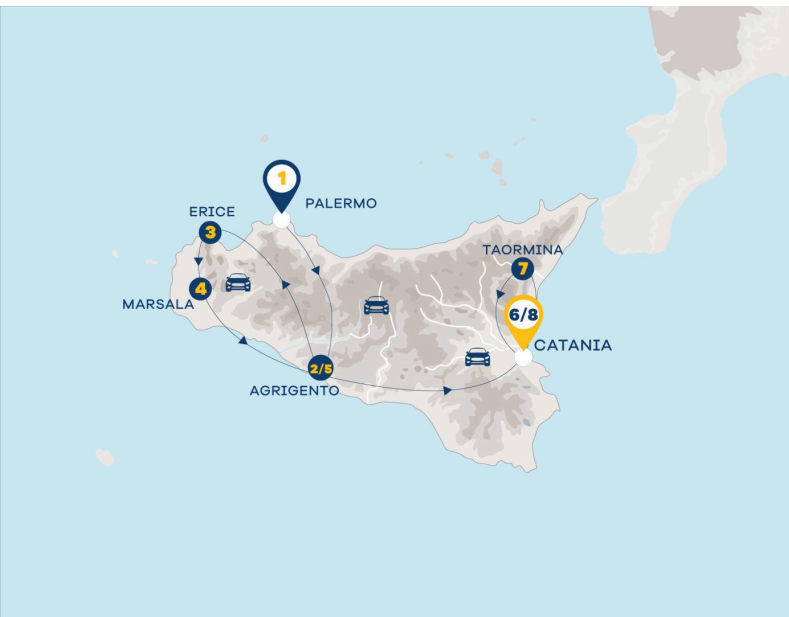 1
PALERMO
ERICE
3
TAORMINA
7
4
MARSALA
6/8
CATANIA
2/5
AGRIGENTO